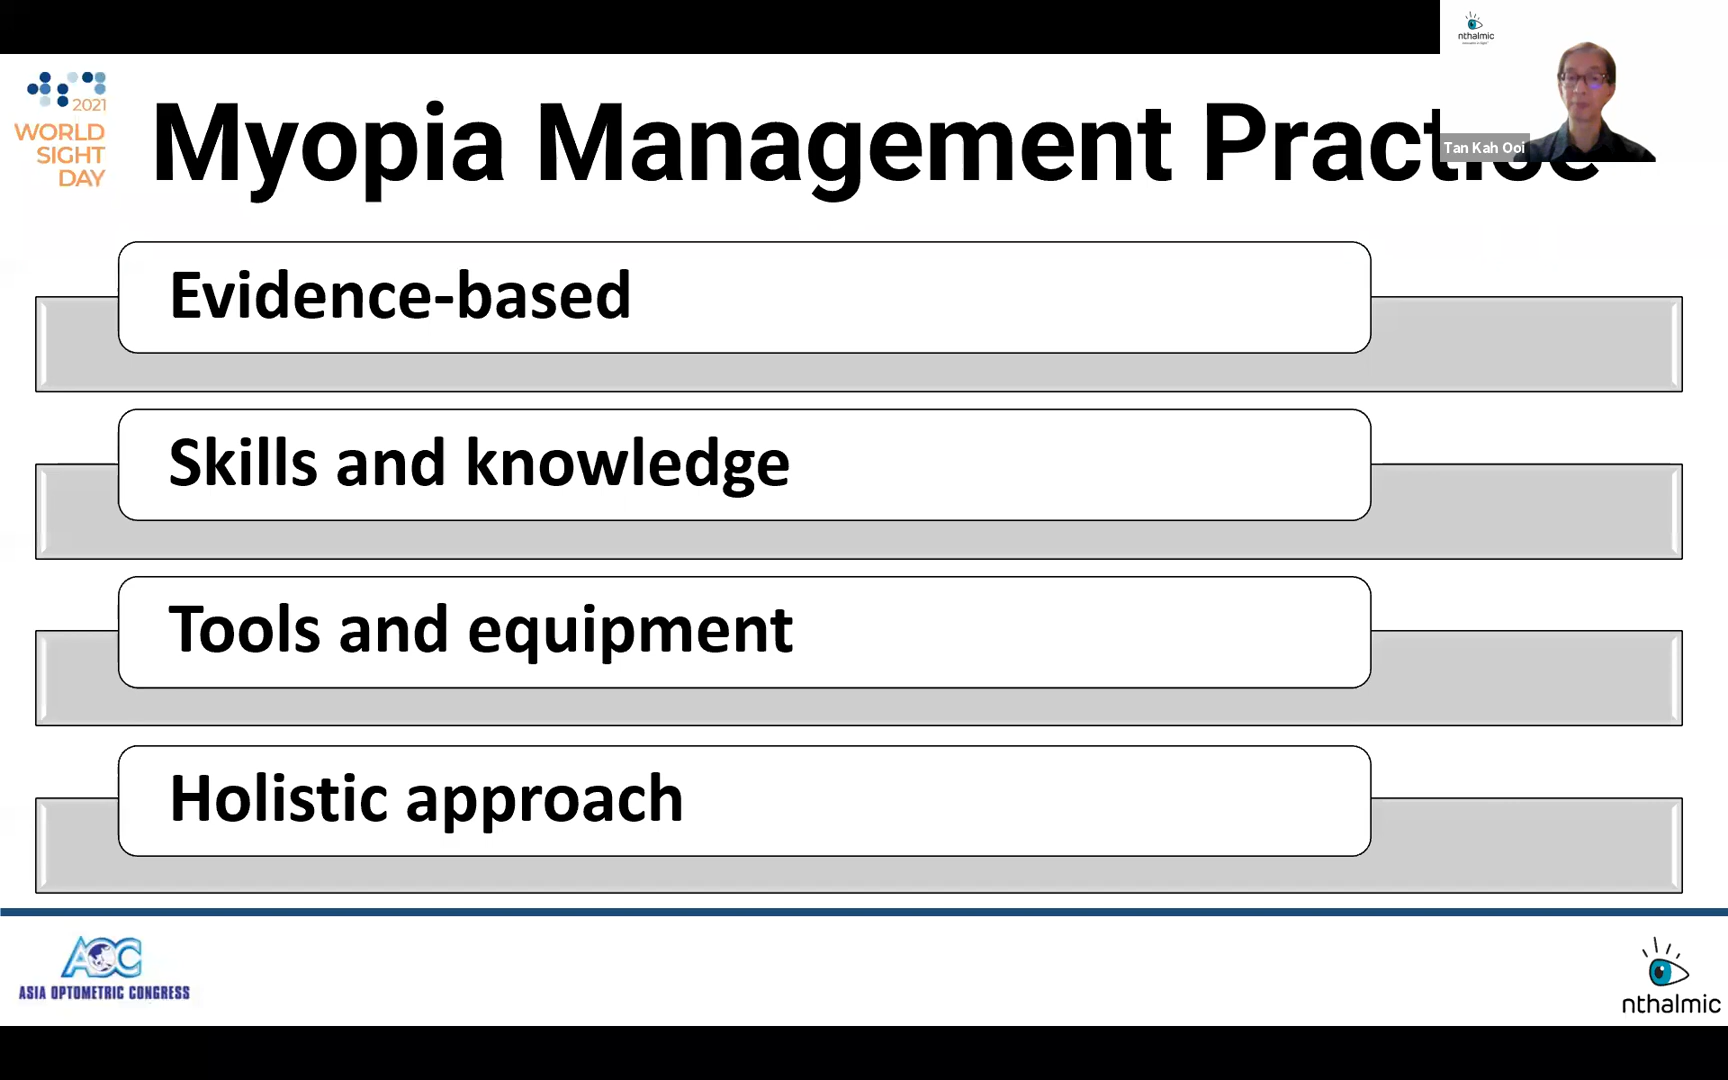 nthalmic
2021
WORLD
SIGHT
DAY
Myopia Management Practice
Tan Kah Ooi
Evidence-based
Skills and knowledge
Tools and equipment
Holistic approach
AOC
ASIA OPTOMETRIC CONGRESS
nthalmic